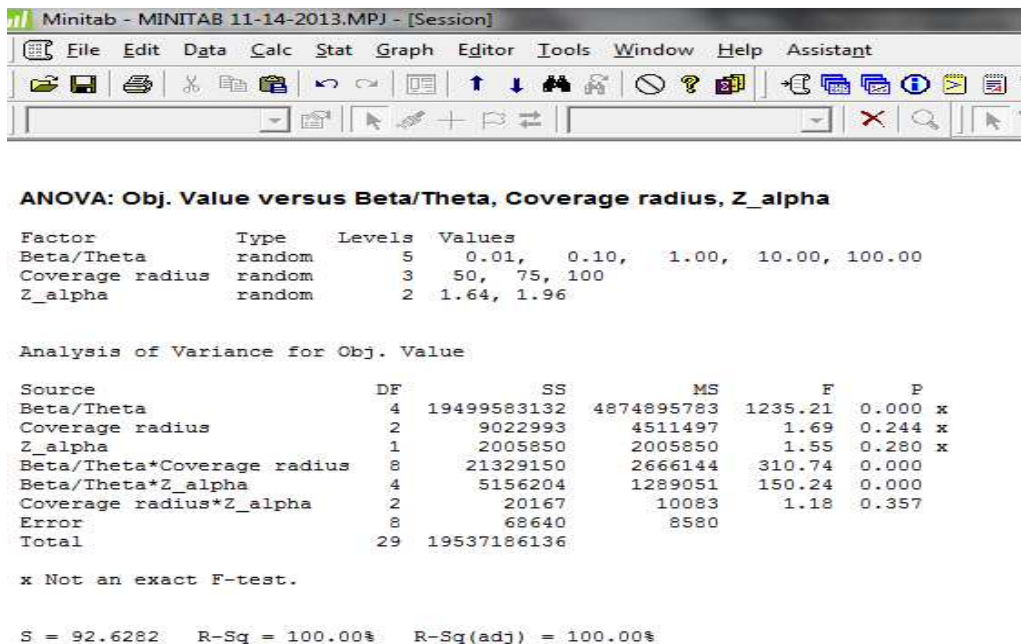 Minitab - MINITAB 11-14-2013.MPJ - [Session]
File Edit Data Calc Stat Graph Editor Tools Window Help Assistant
ANOVA: Obj. Value versus Beta/Theta, Coverage radius, Z_alpha
Factor Type Levels Values
Beta/Theta random 5 0.01, 0.10, 1.00, 10.00, 100.00
Coverage radius random 3 50, 75, 100
Z_alpha random 2 1.64, 1.96
Analysis of Variance for Obj. Value
Source DF SS MS F P
Beta/Theta 4 19499583132 4874895783 1235.21 0.000 x
Coverage radius 2 9022993 4511497 1.69 0.244 x
Z_alpha 1 2005850 2005850 1.55 0.280 x
Beta/Theta*Coverage radius 8 21329150 2666144 310.74 0.000
Beta/Theta*Z_alpha 4 5156204 1289051 150.24 0.000
Coverage radius*Z_alpha 2 20167 10083 1.18 0.357
Error 8 68640 8580
Total 29 19537186136
x Not an exact F-test.
S = 92.6282 R-Sq = 100.00% R-Sq(adj) = 100.00%